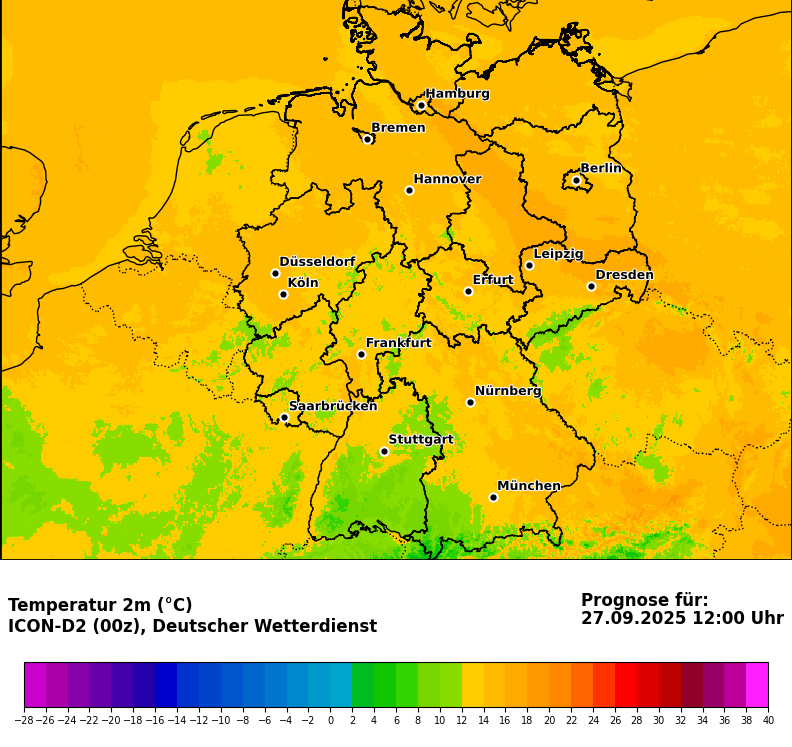 Hamburg
Bremen
Berlin
Hannover
Leipzig
Düsseldorf
Dresden
Köln
Erfurt
Frankfurt
Nürnberg
Saarbrücken
Stuttgart
München
Temperatur 2m (°C)
ICON-D2 (00z), Deutscher Wetterdienst
Prognose für:
27.09.2025 12:00 Uhr
−28 −26 −24 −22 −20 −18 −16 −14 −12 −10 −8 −6 −4 −2 0 2 4 6 8 10 12 14 16 18 20 22 24 26 28 30 32 34 36 38 40